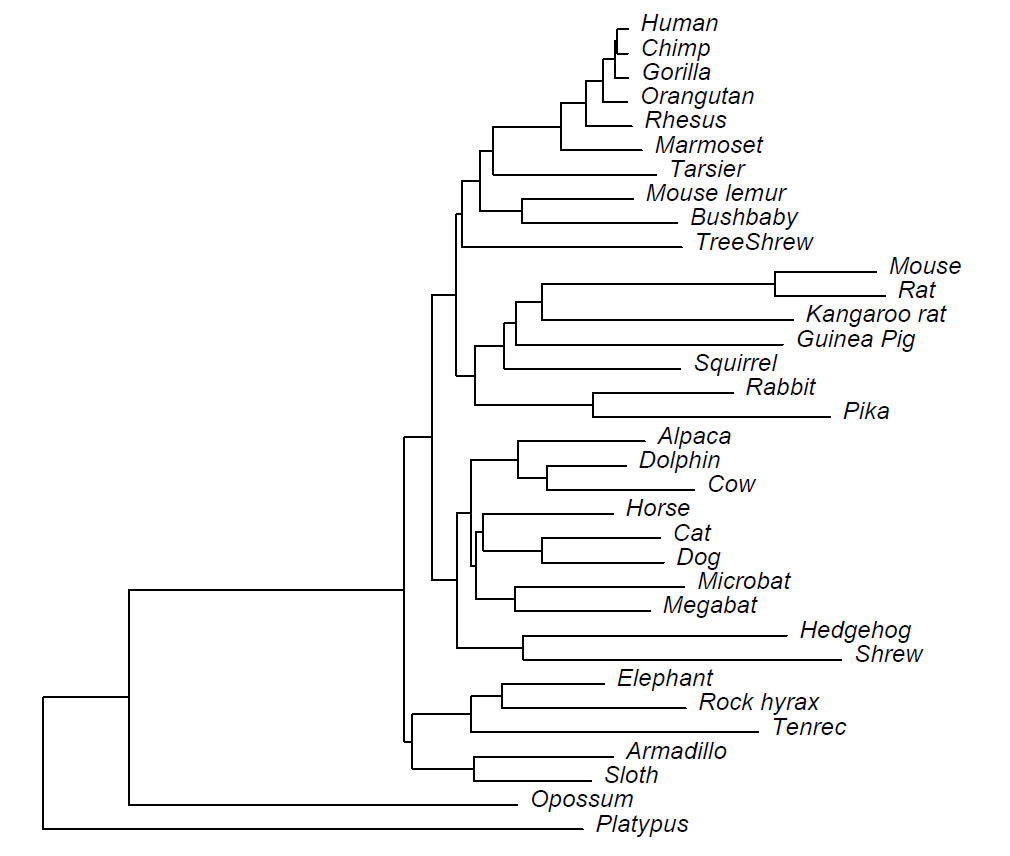 Human
Chimp
Gorilla
Orangutan
Rhesus
Marmoset
Tarsier
Mouse lemur
Bushbaby
TreeShrew
Mouse
Rat
Kangaroo rat
Guinea Pig
Squirrel
Rabbit
Pika
Alpaca
Dolphin
Cow
Horse
Cat
Dog
Microbat
Megabat
Hedgehog
Shrew
Elephant
Rock hyrax
Tenrec
Armadillo
Sloth
Opossum
Platypus